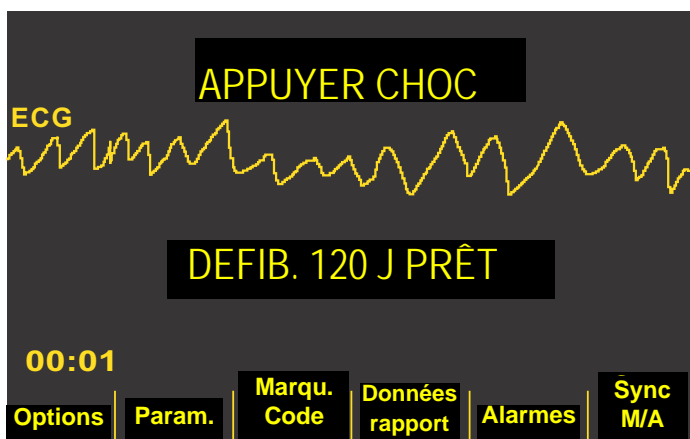 APPUYER CHOC
ECG
DEFIB. 120 J PRÊT
00:01
Options
Param.
Marqu.
Code
Données
rapport
Alarmes
Sync
M/A